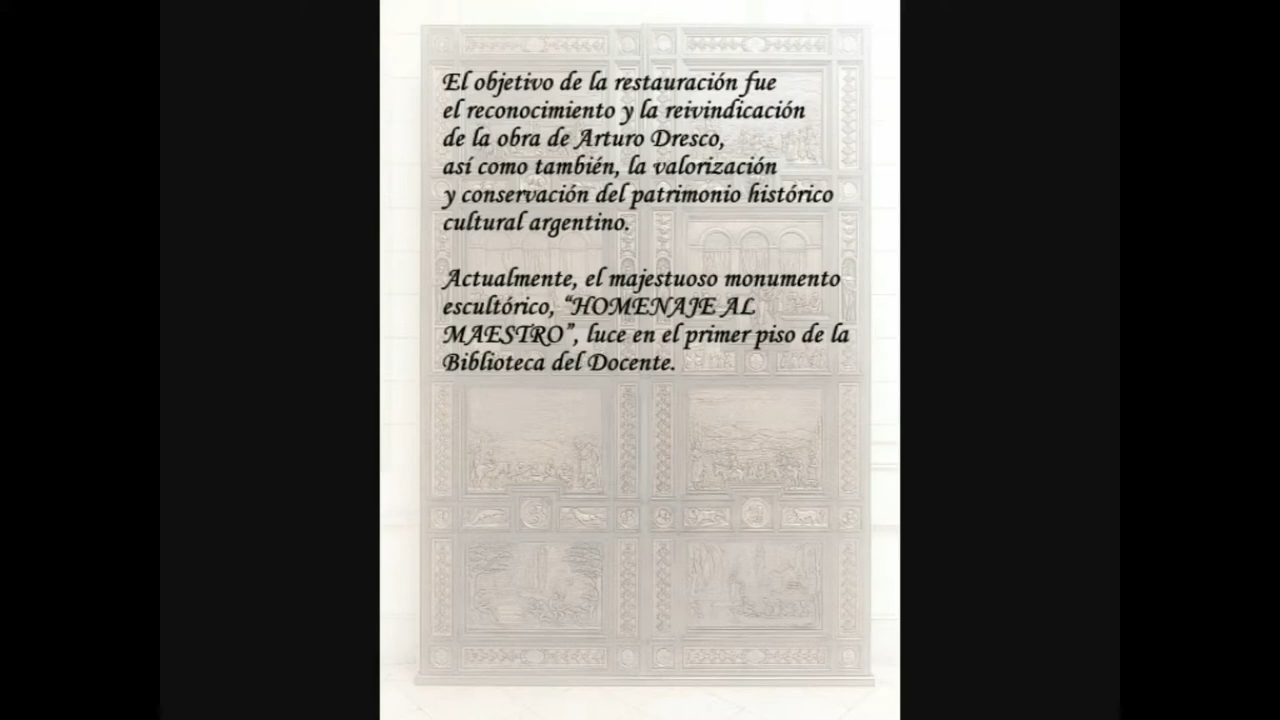 El objetivo de la restauración fue
el reconocimiento y la reivindicación
de la obra de Arturo Dresco,
así como también, la valorización
y conservación del patrimonio histórico
cultural argentino.
Actualmente, el majestuoso monumento
escultórico, “HOMENAJE AL
MAESTRO”, luce en el primer piso de la
Biblioteca del Docente.